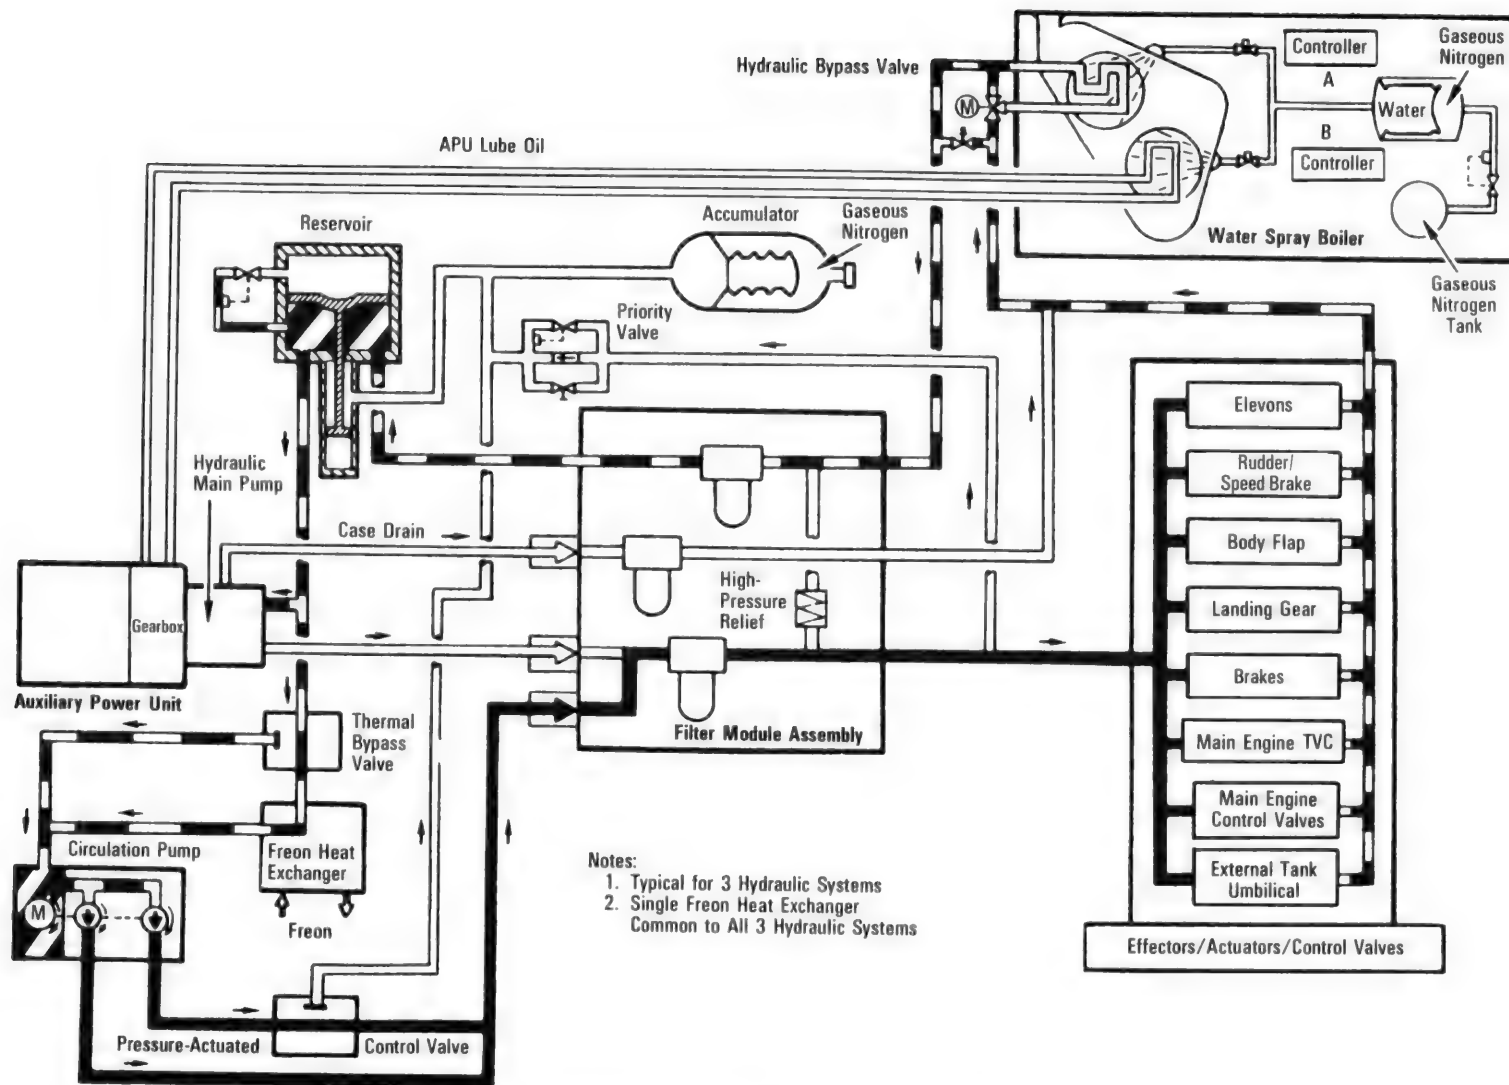 Hydraulic Bypass Valve
Controller
A
Gaseous
Nitrogen
Water
B
Controller
Water Spray Boiler
Gaseous
Nitrogen
Tank
M
APU Lube Oil
Reservoir
Accumulator
Gaseous
Nitrogen
Priority
Valve
Hydraulic
Main Pump
Case Drain
High-
Pressure
Relief
Gearbox
Auxiliary Power Unit
Filter Module Assembly
Thermal
Bypass
Valve
Circulation Pump
Freon Heat
Exchanger
Freon
M
Pressure-Actuated
Control Valve
Notes:
1. Typical for 3 Hydraulic Systems
2. Single Freon Heat Exchanger
Common to All 3 Hydraulic Systems
Elevons
Rudder/
Speed Brake
Body Flap
Landing Gear
Brakes
Main Engine TVC
Main Engine
Control Valves
External Tank
Umbilical
Effectors/Actuators/Control Valves